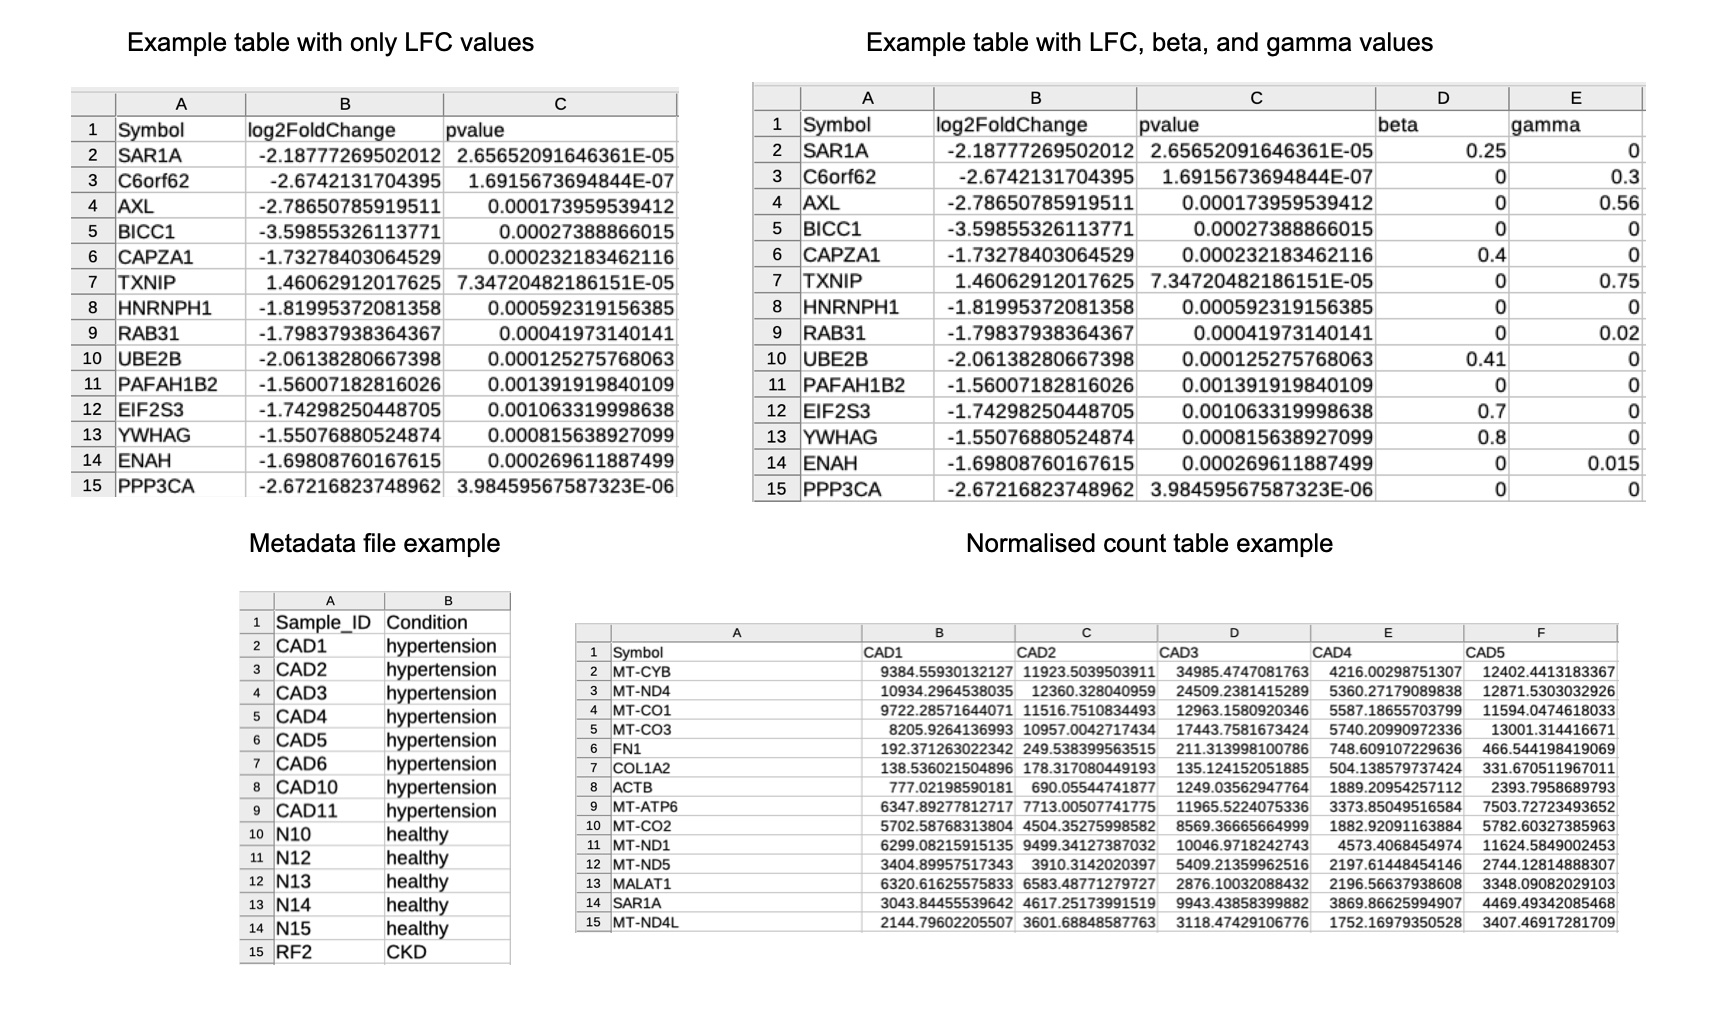 Example table with only LFC values
A B C
1 Symbol log2FoldChange pvalue
2 SAR1A -2.18777269502012 2.65652091646361E-05
3 C6orf62 -2.6742131704395 1.6915673694844E-07
4 AXL -2.78650785919511 0.000173959539412
5 BICC1 -3.59855326113771 0.00027388866015
6 CAPZA1 -1.73278403064529 0.000232183462116
7 TXNIP 1.46062912017625 7.34720482186151E-05
8 HNRNPH1 -1.81995372081358 0.000592319156385
9 RAB31 -1.79837938364367 0.00041973140141
10 UBE2B -2.06138280667398 0.000125275768063
11 PAFAH1B2 -1.56007182816026 0.001391919840109
12 EIF2S3 -1.74298250448705 0.001063319998638
13 YWHAG -1.55076880524874 0.000815638927099
14 ENAH -1.69808760167615 0.000269611887499
15 PPP3CA -2.67216823748962 3.98459567587323E-06
Example table with LFC, beta, and gamma values
A B C D E
1 Symbol log2FoldChange pvalue beta gamma
2 SAR1A -2.18777269502012 2.65652091646361E-05 0.25 0
3 C6orf62 -2.6742131704395 1.6915673694844E-07 0 0.3
4 AXL -2.78650785919511 0.000173959539412 0 0.56
5 BICC1 -3.59855326113771 0.00027388866015 0 0
6 CAPZA1 -1.73278403064529 0.000232183462116 0.4 0
7 TXNIP 1.46062912017625 7.34720482186151E-05 0 0.75
8 HNRNPH1 -1.81995372081358 0.000592319156385 0 0
9 RAB31 -1.79837938364367 0.00041973140141 0 0.02
10 UBE2B -2.06138280667398 0.000125275768063 0.41 0
11 PAFAH1B2 -1.56007182816026 0.001391919840109 0 0
12 EIF2S3 -1.74298250448705 0.001063319998638 0.7 0
13 YWHAG -1.55076880524874 0.000815638927099 0.8 0
14 ENAH -1.69808760167615 0.000269611887499 0 0.015
15 PPP3CA -2.67216823748962 3.98459567587323E-06 0 0
Metadata file example
A B
1 Sample_ID Condition
2 CAD1 hypertension
3 CAD2 hypertension
4 CAD3 hypertension
5 CAD4 hypertension
6 CAD5 hypertension
7 CAD6 hypertension
8 CAD10 hypertension
9 CAD11 hypertension
10 N10 healthy
11 N12 healthy
12 N13 healthy
13 N14 healthy
14 N15 healthy
15 RF2 CKD
Normalised count table example
A B C D E F
1 Symbol CAD1 CAD2 CAD3 CAD4 CAD5
2 MT-CYB 9384.55930132127 11923.5039503911 34985.4747081763 4216.00298751307 12402.4413183367
3 MT-ND4 10934.2964538035 12360.328040959 24509.2381415289 5360.27179089838 12871.5303032926
4 MT-CO1 9722.28571644071 11516.7510834493 12963.1580920346 5587.18655703799 11594.0474618033
5 MT-CO3 8205.9264136993 10957.0042717434 17443.7581673424 5740.20990972336 13001.314416671
6 FN1 192.371263022342 249.538399563515 211.313998100786 748.609107229636 466.544198419069
7 COL1A2 138.536021504896 178.317080449193 135.124152051885 504.138579737424 331.670511967011
8 ACTB 777.02198590181 690.05544741877 1249.03562947764 1889.20954257112 2393.7958689793
9 MT-ATP6 6347.89277812717 7713.00507741775 11965.5224075336 3373.85049516584 7503.72723493652
10 MT-CO2 5702.58768313804 4504.35275998582 8569.36665664999 1882.92091163884 5782.60327385963
11 MT-ND1 6299.08215915135 9499.34127387032 10046.9718242743 4573.4068454974 11624.5849002453
12 MT-ND5 3404.89957517343 3910.3142020397 5409.21359962516 2197.61448454146 2744.12814888307
13 MALAT1 6320.61625575833 6583.48771279727 2876.10032088432 2196.56637938608 3348.09082029103
14 SAR1A 3043.84455539642 4617.25173991519 9943.43858399882 3869.86625994907 4469.49342085468
15 MT-ND4L 2144.79602205507 3601.68848587763 3118.47429106776 1752.16979350528 3407.46917281709